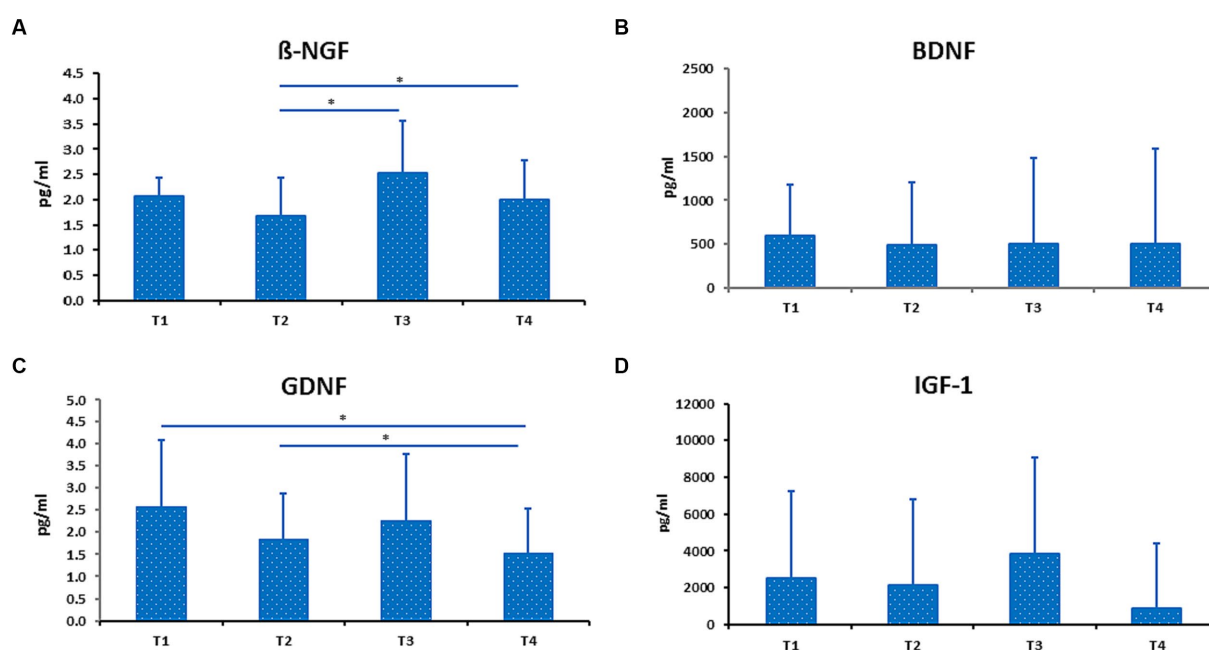 A
ß-NGF
4.5
4.0
3.5
3.0
2.5
2.0
1.5
1.0
0.5
0.0
pg/ml
*
*
T1 T2 T3 T4
B
BDNF
2500
2000
1500
1000
500
0
pg/ml
T1 T2 T3 T4
C
GDNF
5.0
4.5
4.0
3.5
3.0
2.5
2.0
1.5
1.0
0.5
0.0
pg/ml
*
*
T1 T2 T3 T4
D
IGF-1
12000
10000
8000
6000
4000
2000
0
pg/ml
T1 T2 T3 T4